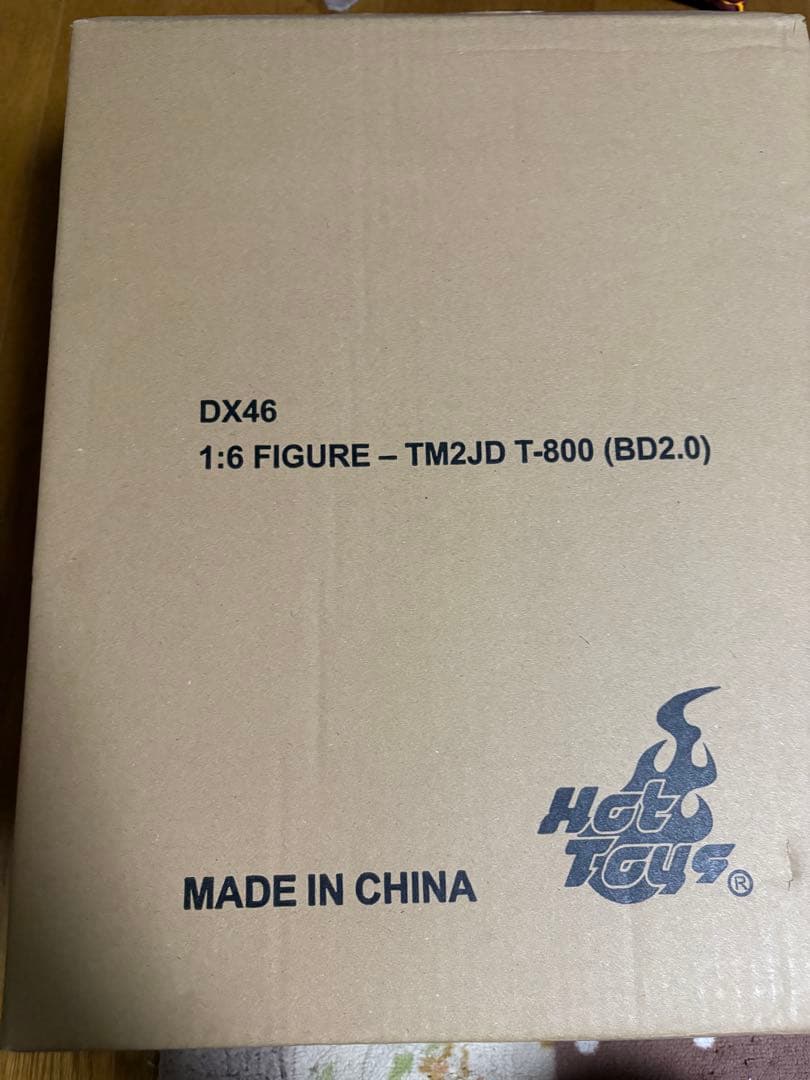 DX46
1:6 FIGURE – TM2JD T-800 (BD2.0)
Hot
Toys®
MADE IN CHINA